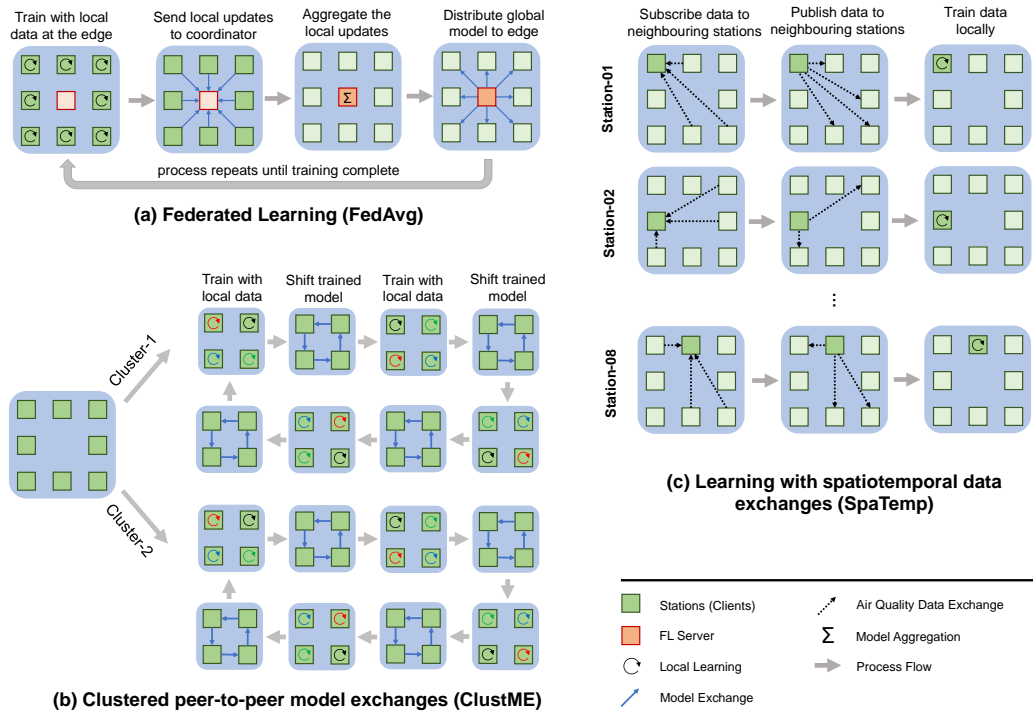 Train with local
data at the edge
Send local updates
to coordinator
Aggregate the
local updates
Distribute global
model to edge
Σ
process repeats until training complete
(a) Federated Learning (FedAvg)
Train with
local data
Shift trained
model
Train with
local data
Shift trained
model
Cluster-1
Cluster-2
(b) Clustered peer-to-peer model exchanges (ClustME)
Subscribe data to
neighbouring stations
Publish data to
neighbouring stations
Train data
locally
Station-01
Station-02
...
Station-08
(c) Learning with spatiotemporal data
exchanges (SpaTemp)
Stations (Clients)
FL Server
Local Learning
Model Exchange
Air Quality Data Exchange
Σ Model Aggregation
Process Flow